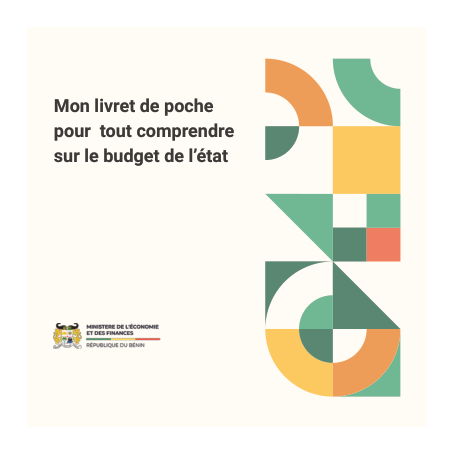 Mon livret de poche
pour  tout comprendre
sur le budget de l'état
MINISTÈRE DE L'ÉCONOMIE
ET DES FINANCES
RÉPUBLIQUE DU BÉNIN